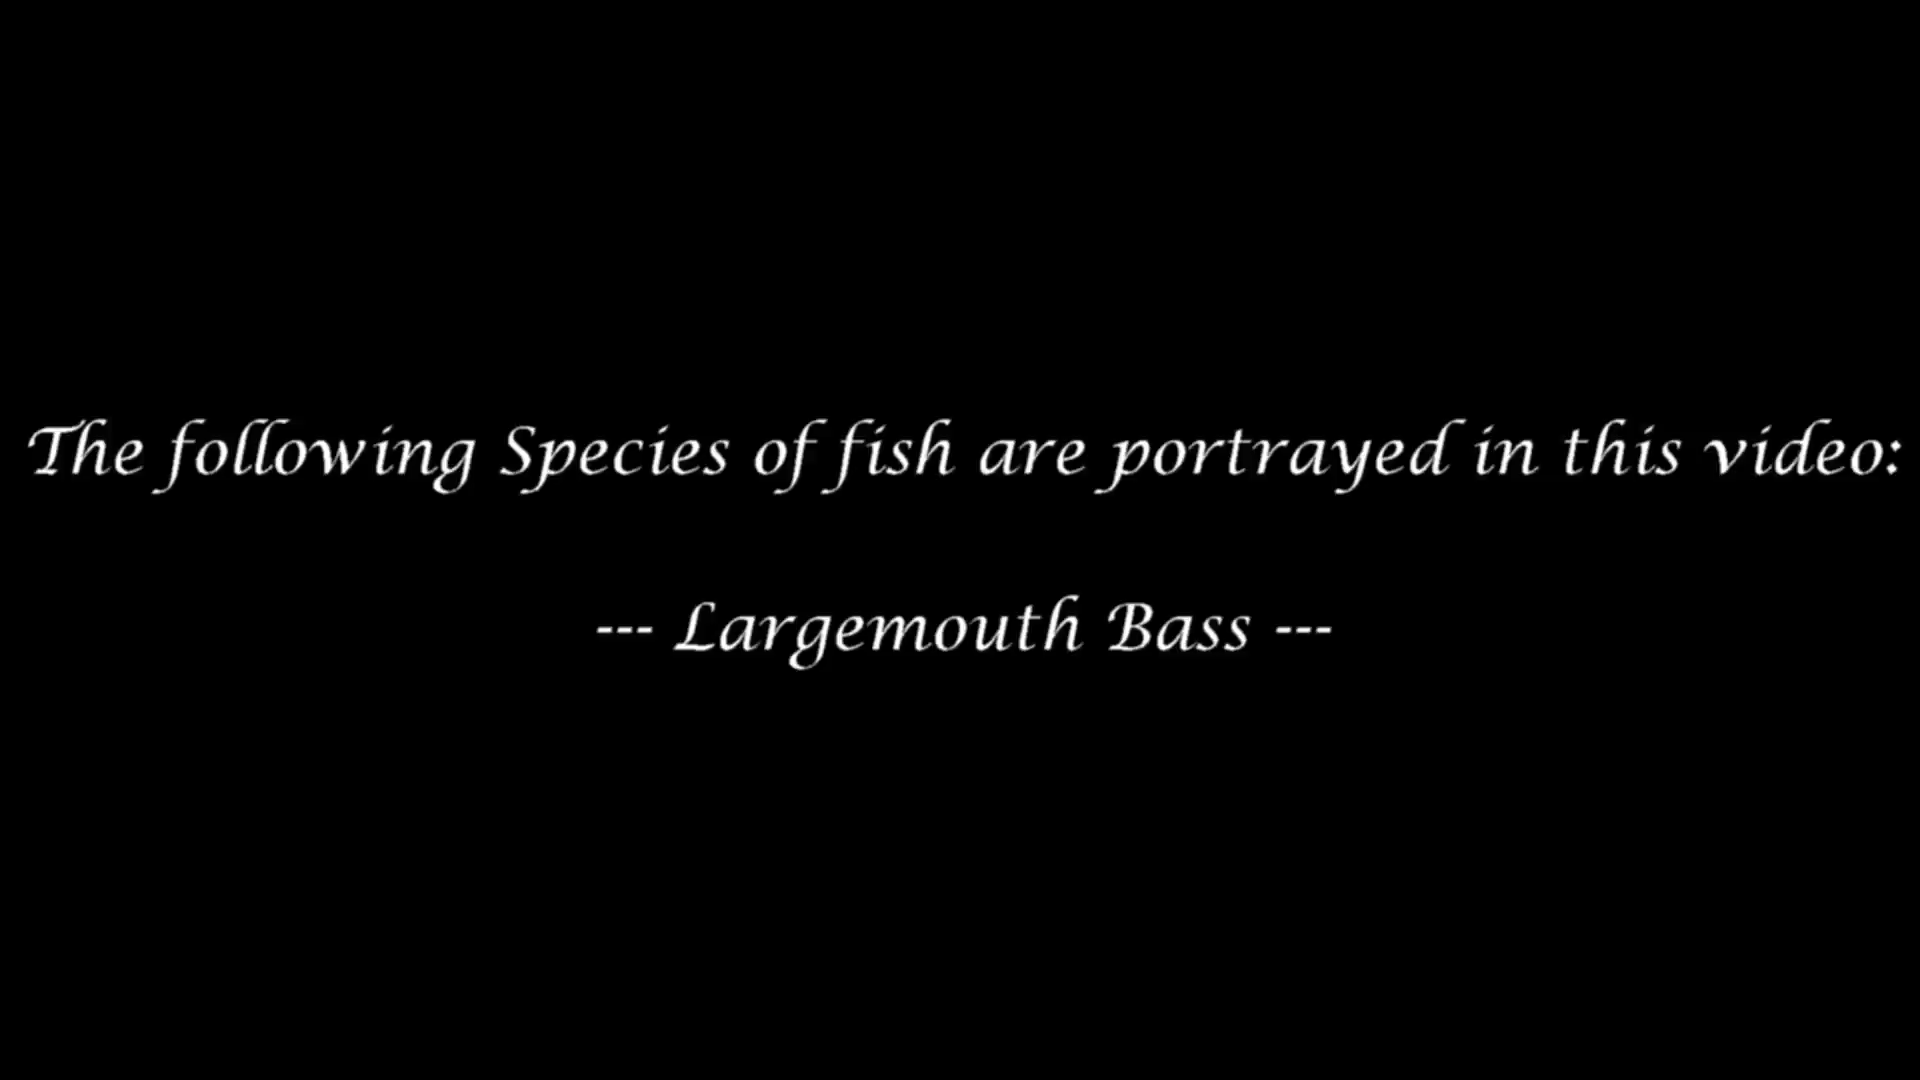 The following Species of fish are portrayed in this video:
--- Largemouth Bass ---